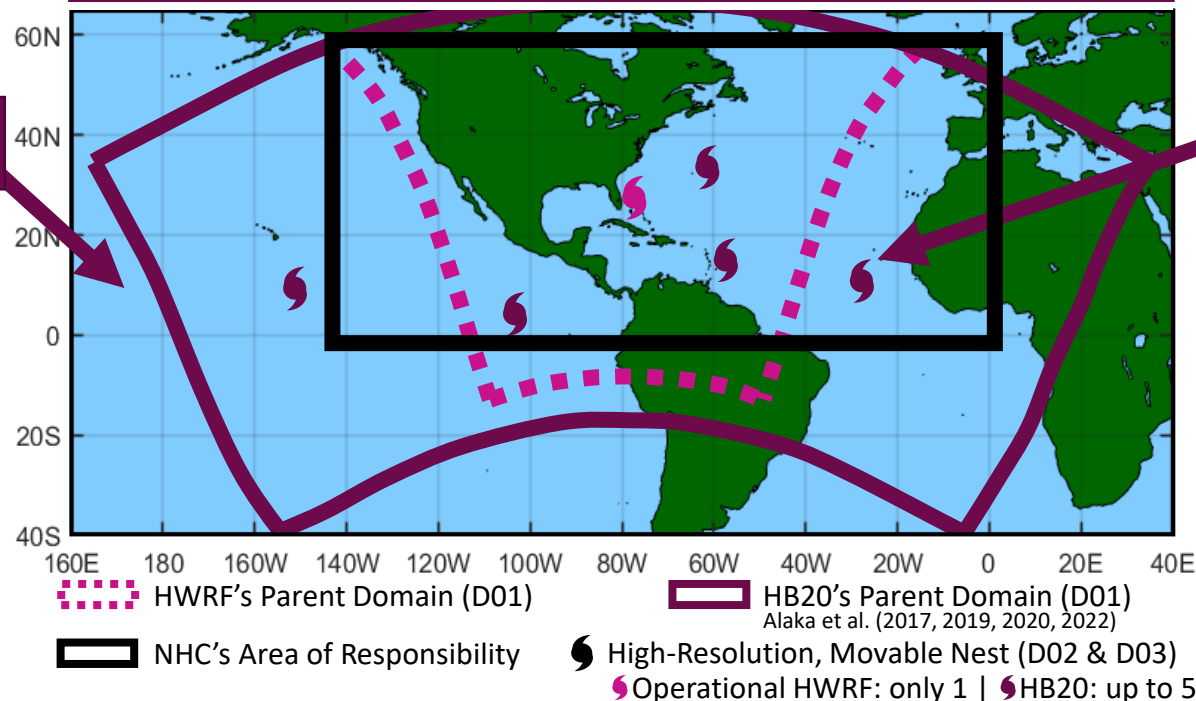 60N
40N
20N
0
20S
40S
160E 180 160W 140W 120W 100W 80W 60W 40W 20W 0 20E 40E
HWRF's Parent Domain (D01)
HB20's Parent Domain (D01)
Alaka et al. (2017, 2019, 2020, 2022)
NHC's Area of Responsibility
High-Resolution, Movable Nest (D02 & D03)
Operational HWRF: only 1 | HB20: up to 5